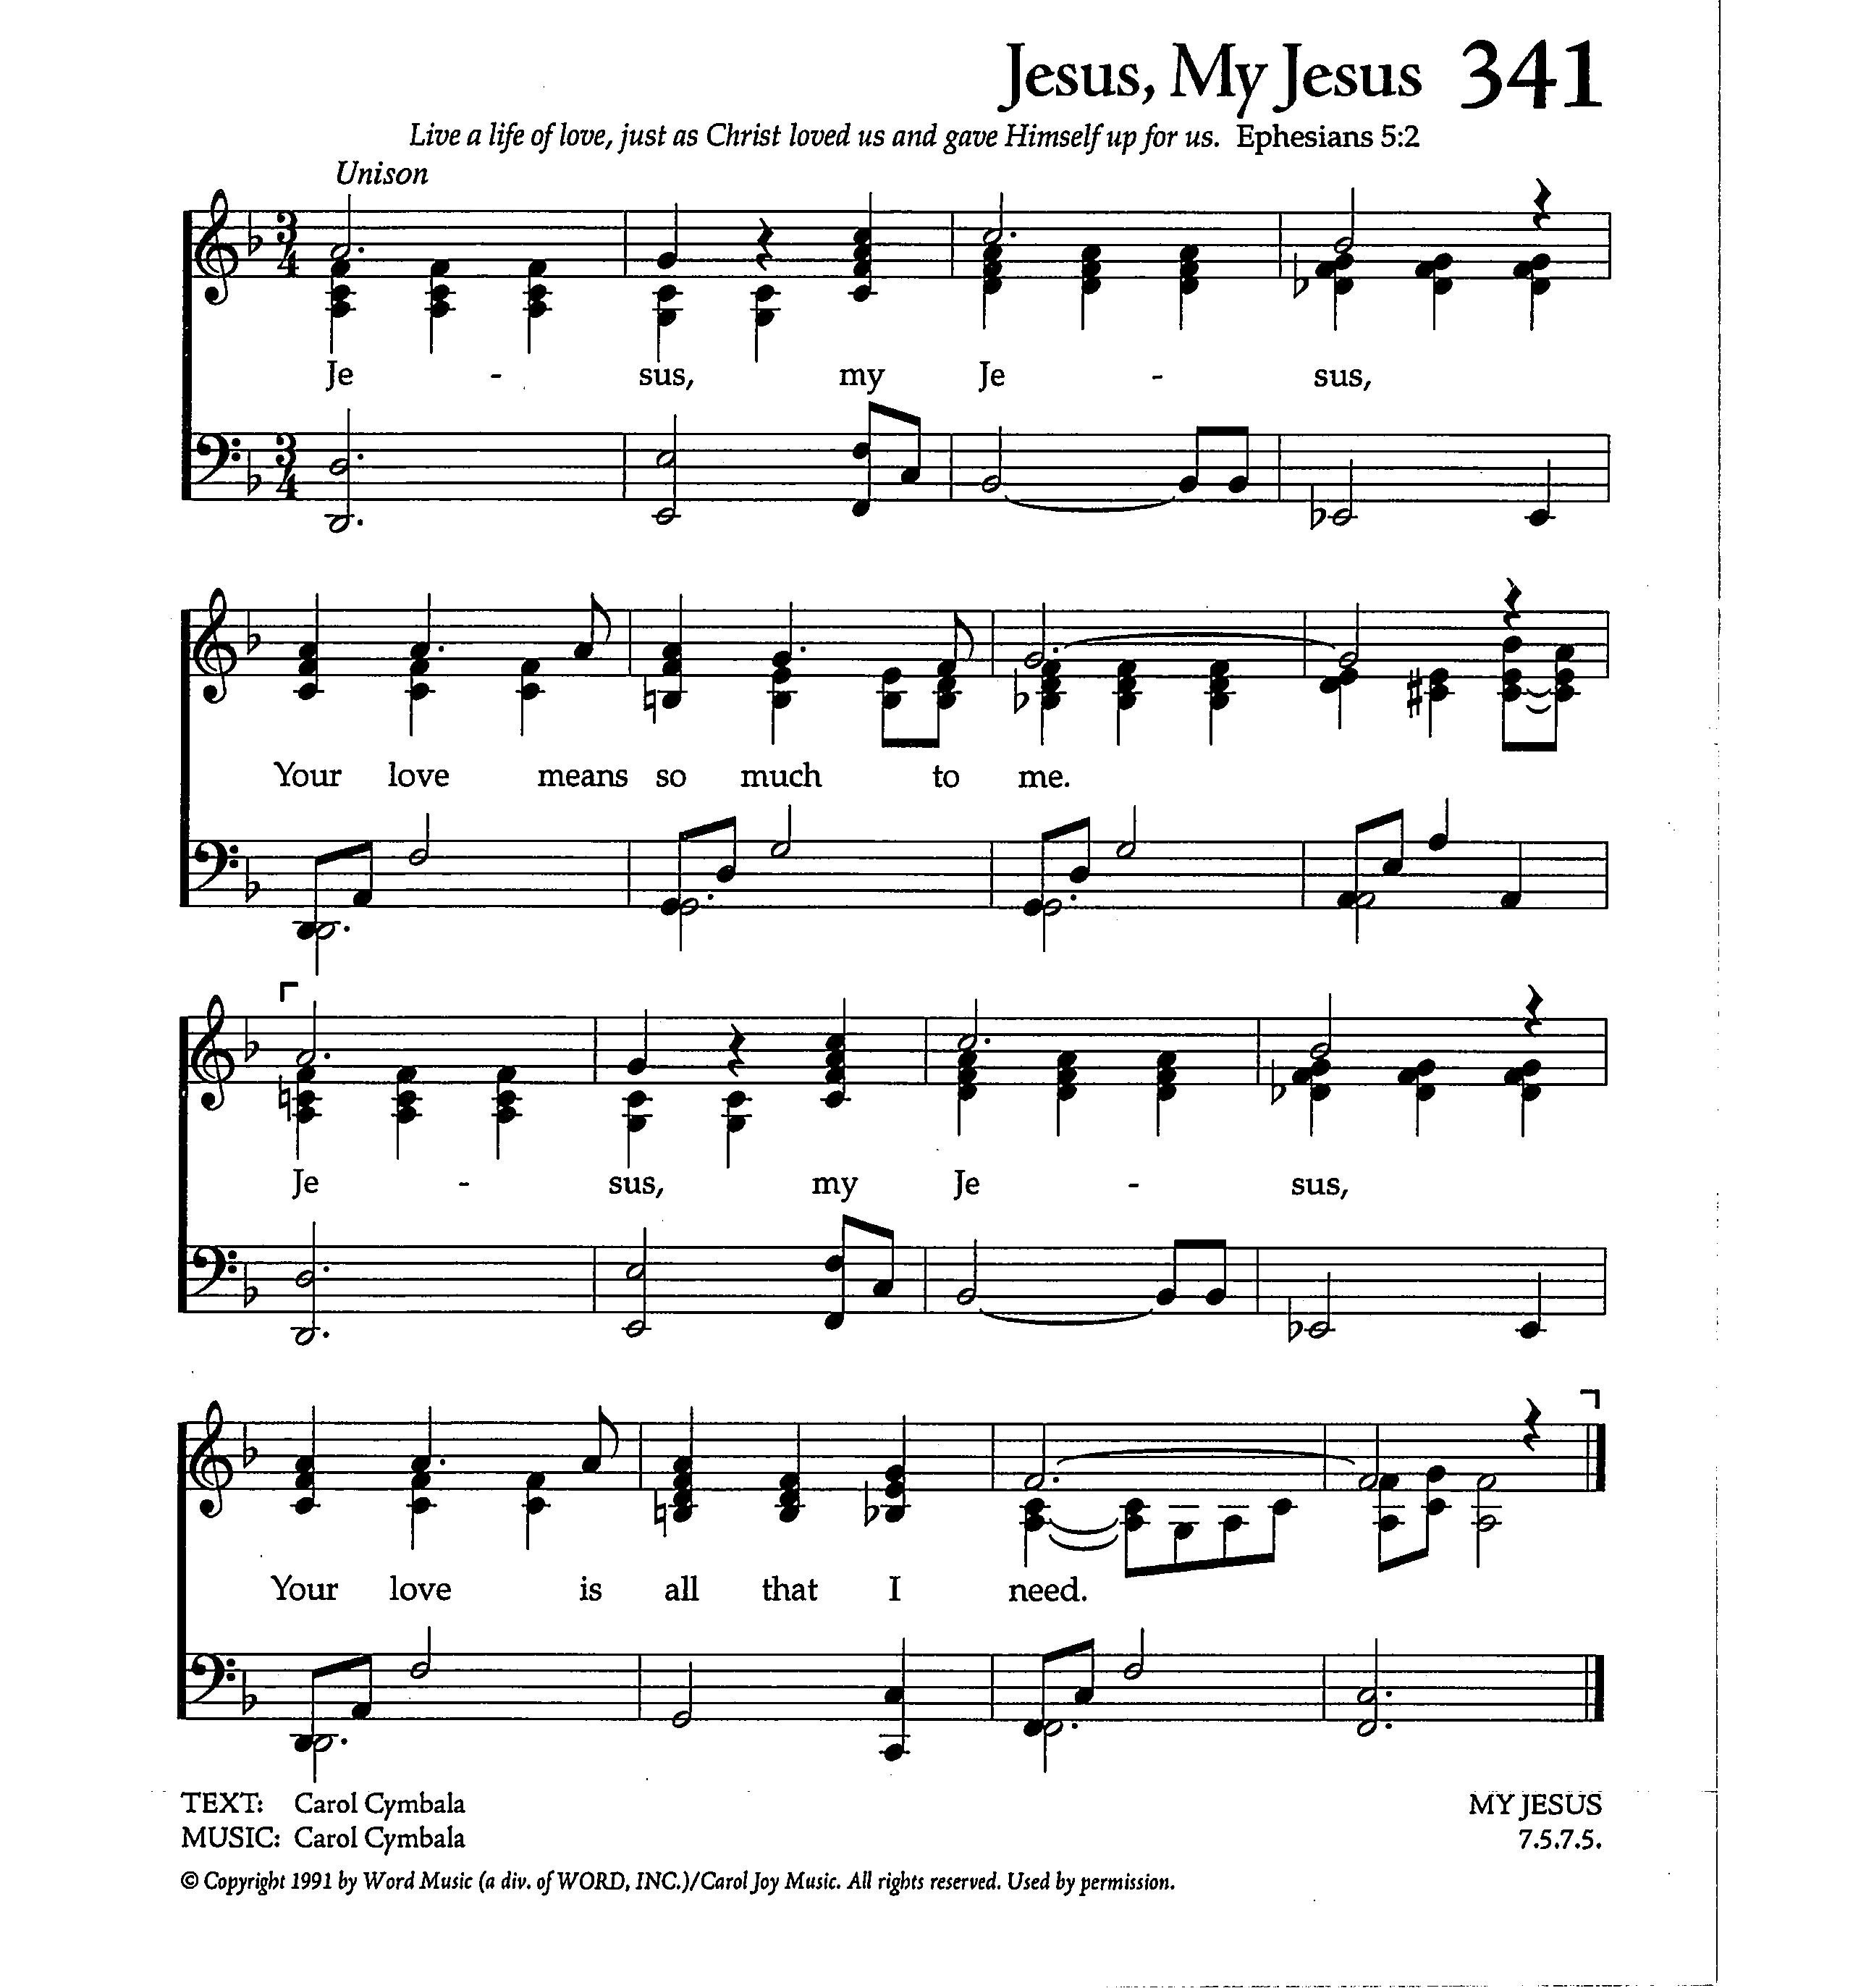 Jesus, My Jesus 341
Live a life of love, just as Christ loved us and gave Himself up for us. Ephesians 5:2
Unison
3 4
Je - sus, my Je - sus,
3 4
Your love means so much to me.
Je - sus, my Je - sus,
Your love is all that I need.
TEXT: Carol Cymbala MY JESUS
MUSIC: Carol Cymbala 7.5.7.5.
© Copyright 1991 by Word Music (a div. of WORD, INC.)/Carol Joy Music. All rights reserved. Used by permission.